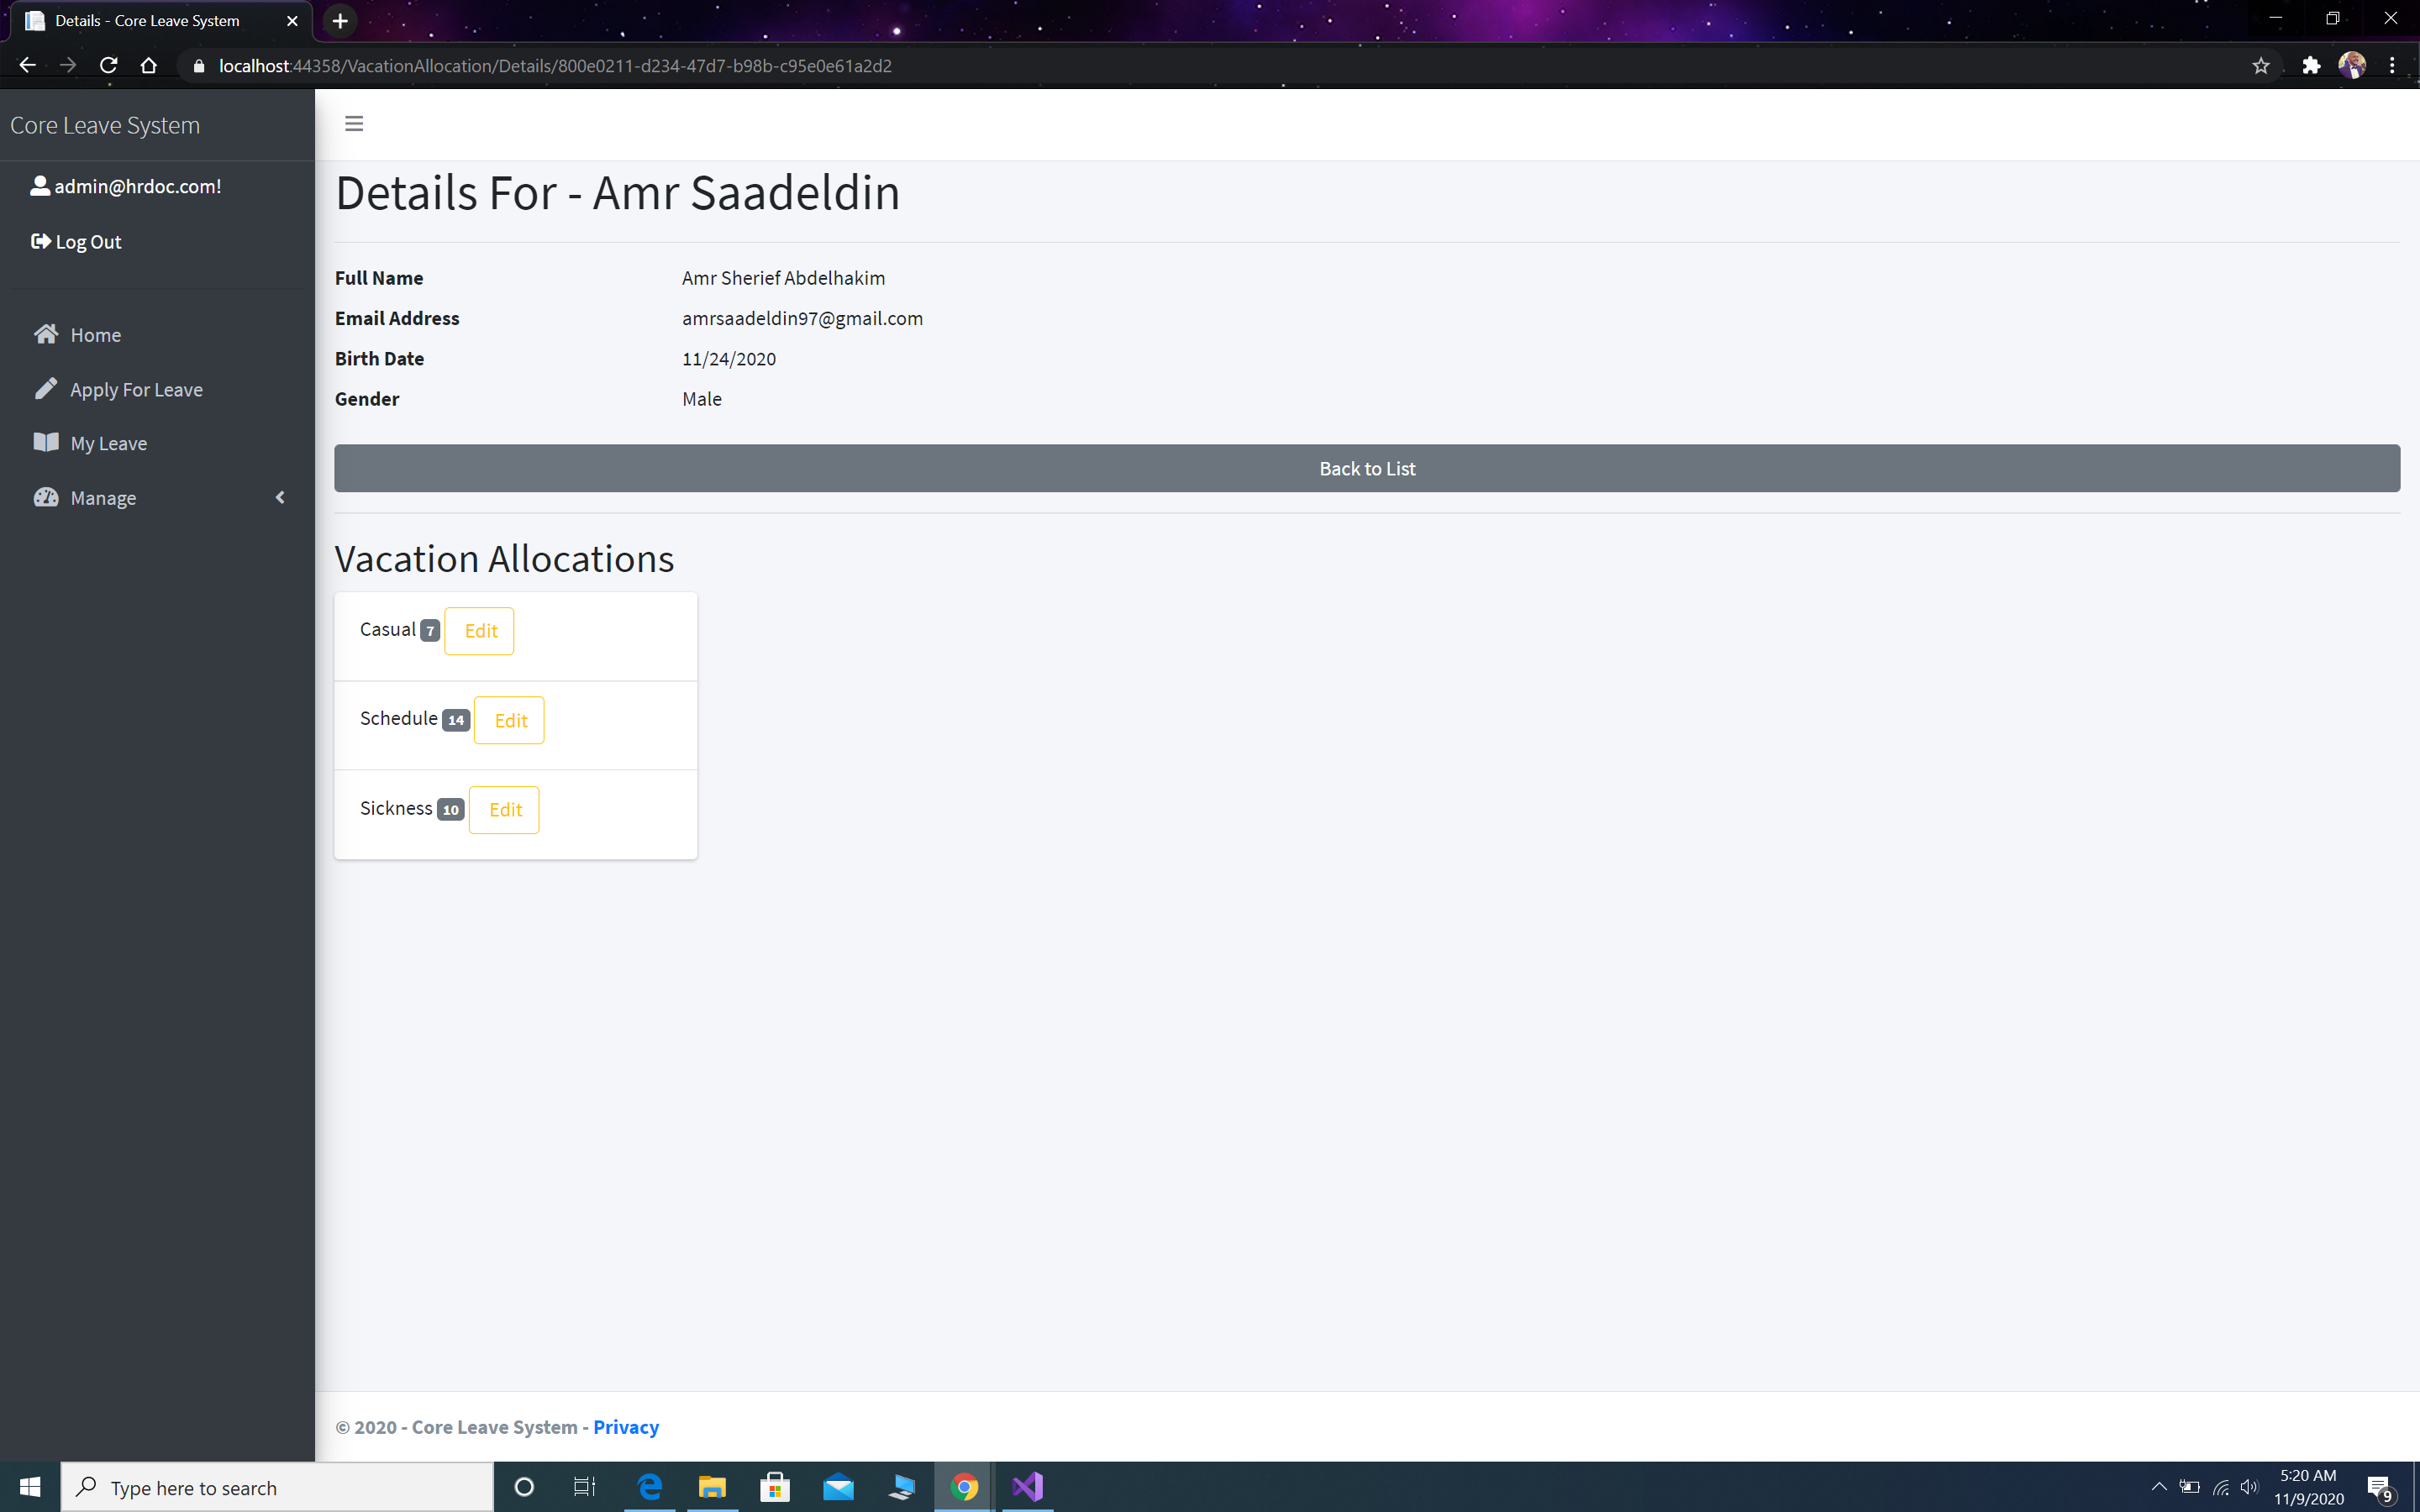 Details - Core Leave System
localhost:44358/VacationAllocation/Details/800e0211-d234-47d7-b98b-c95e0e61a2d2
Core Leave System
admin@hrdoc.com!
Log Out
Home
Apply For Leave
My Leave
Manage
Details For - Amr Saadeldin
Full Name Amr Sherief Abdelhakim
Email Address amrsaadeldin97@gmail.com
Birth Date 11/24/2020
Gender Male
Back to List
Vacation Allocations
Casual 7 Edit
Schedule 14 Edit
Sickness 10 Edit
© 2020 - Core Leave System - Privacy
Type here to search
5:20 AM
11/9/2020
9